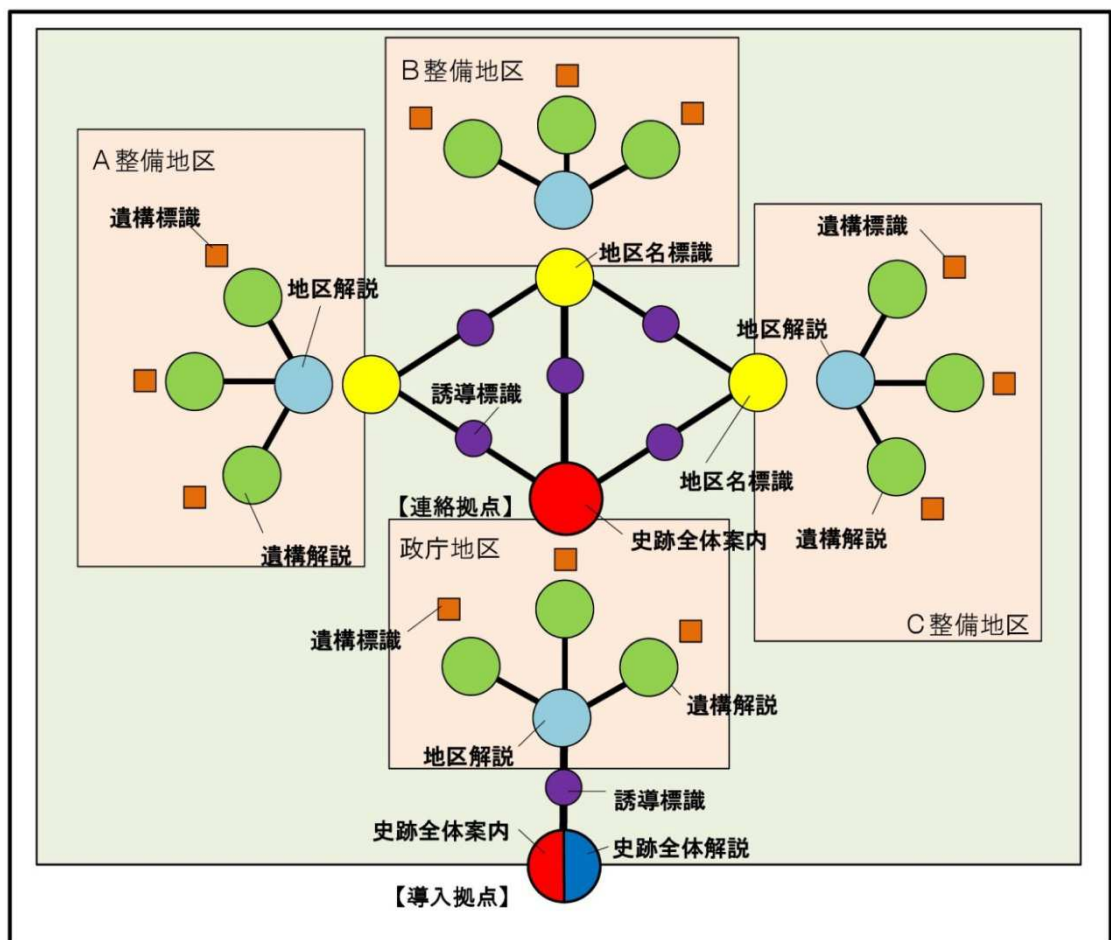 B整備地区
A整備地区
遺構標識
地区解説
地区名標識
遺構標識
地区解説
誘導標識
地区名標識
【連絡拠点】
史跡全体案内
遺構解説
遺構解説
政庁地区
C整備地区
遺構標識
遺構解説
地区解説
誘導標識
史跡全体案内
史跡全体解説
【導入拠点】